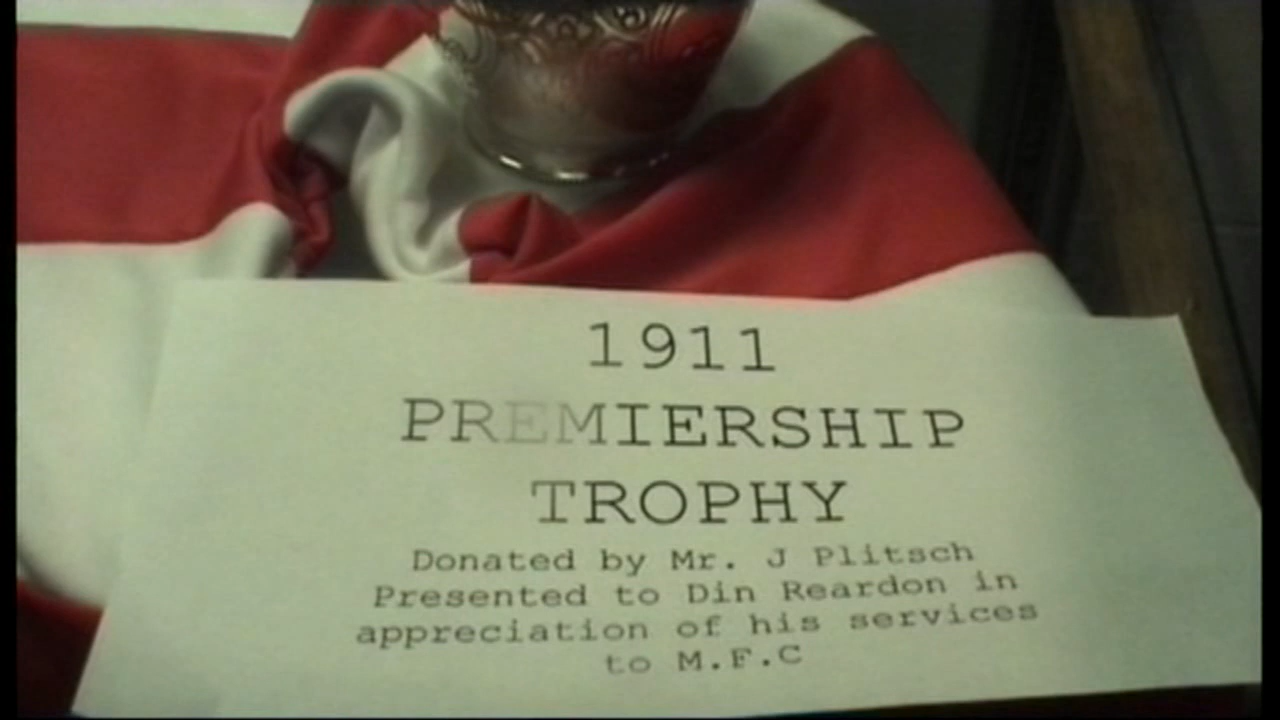 1911
PREMIERSHIP
TROPHY
Donated by Mr. J Plitsch
Presented to Din Reardon in
appreciation of his services
to M.F.C